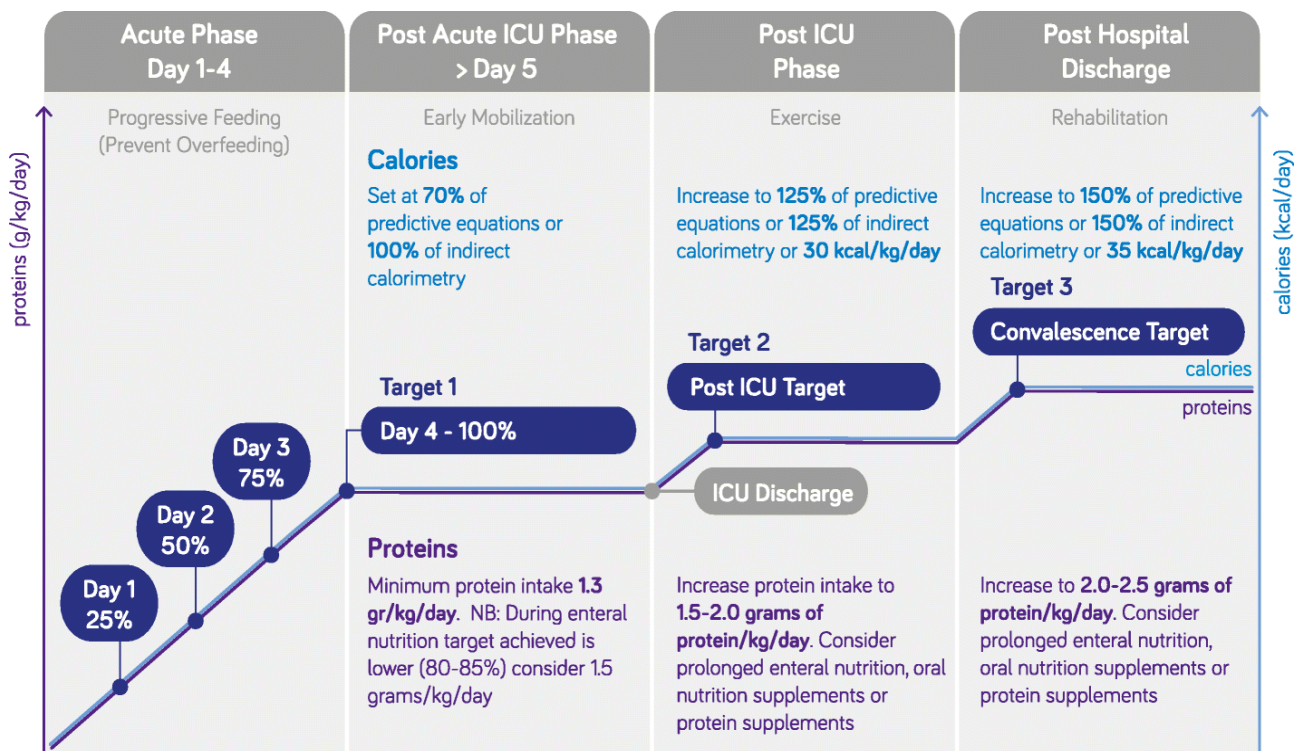 Acute Phase
Day 1-4
Post Acute ICU Phase
> Day 5
Post ICU
Phase
Post Hospital
Discharge
proteins (g/kg/day)
calories (kcal/day)
Progressive Feeding
(Prevent Overfeeding)
Early Mobilization
Exercise
Rehabilitation
Calories
Set at 70% of
predictive equations or
100% of indirect
calorimetry
Increase to 125% of predictive
equations or 125% of indirect
calorimetry or 30 kcal/kg/day
Increase to 150% of predictive
equations or 150% of indirect
calorimetry or 35 kcal/kg/day
Target 3
Convalescence Target
calories
proteins
Target 2
Post ICU Target
Target 1
Day 4 - 100%
Day 3
75%
Day 2
50%
Day 1
25%
ICU Discharge
Proteins
Minimum protein intake 1.3
gr/kg/day. NB: During enteral
nutrition target achieved is
lower (80-85%) consider 1.5
grams/kg/day
Increase protein intake to
1.5-2.0 grams of
protein/kg/day. Consider
prolonged enteral nutrition, oral
nutrition supplements or
protein supplements
Increase to 2.0-2.5 grams of
protein/kg/day. Consider
prolonged enteral nutrition,
oral nutrition supplements or
protein supplements